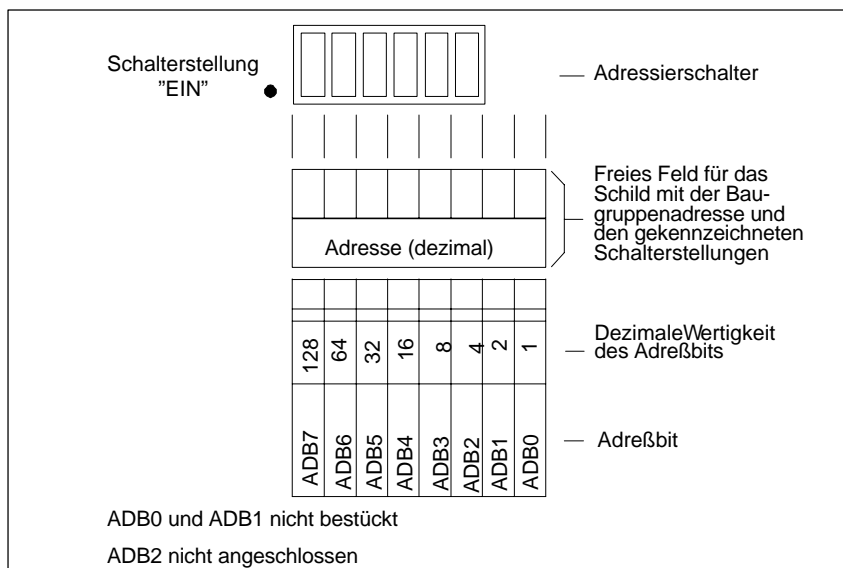 Schalterstellung
"EIN"
Adressierschalter
Freies Feld für das
Schild mit der Bau-
gruppenadresse und
den gekennzeichneten
Schalterstellungen
Adresse (dezimal)
128 64 32 16 8 4 2 1
DezimaleWertigkeit
des Adreßbits
ADB7 ADB6 ADB5 ADB4 ADB3 ADB2 ADB1 ADB0
Adreßbit
ADB0 und ADB1 nicht bestückt
ADB2 nicht angeschlossen